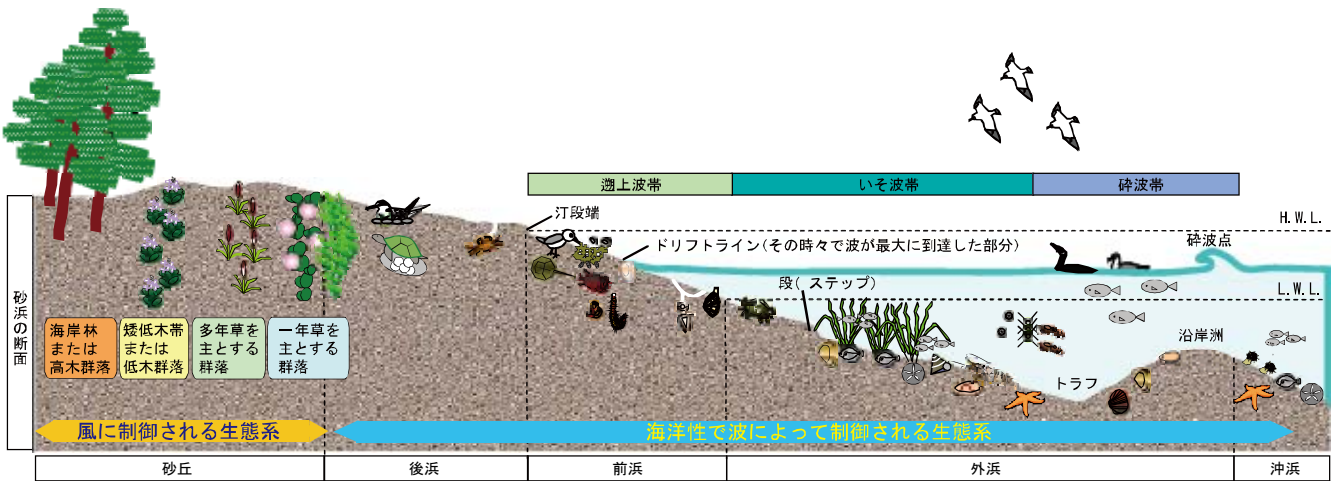 遡上波帯
いそ波帯
砕波帯
汀段端
H.W.L.
ドリフトライン(その時々で波が最大に到達した部分)
砕波点
段(ステップ)
L.W.L.
砂浜の断面
沿岸洲
トラフ
海岸林
または
高木群落
矮低木帯
または
低木群落
多年草を
主とする
群落
一年草を
主とする
群落
風に制御される生態系
海洋性で波によって制御される生態系
砂丘
後浜
前浜
外浜
沖浜